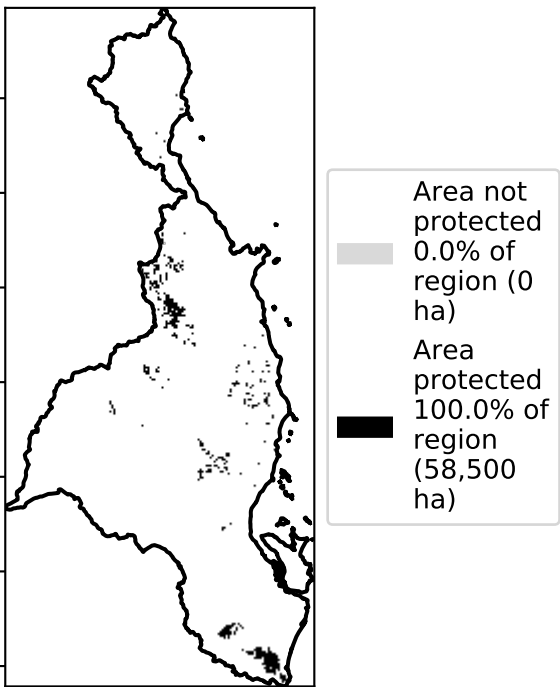 Area not
protected
0.0% of
region (0
ha)
Area
protected
100.0% of
region
(58,500
ha)